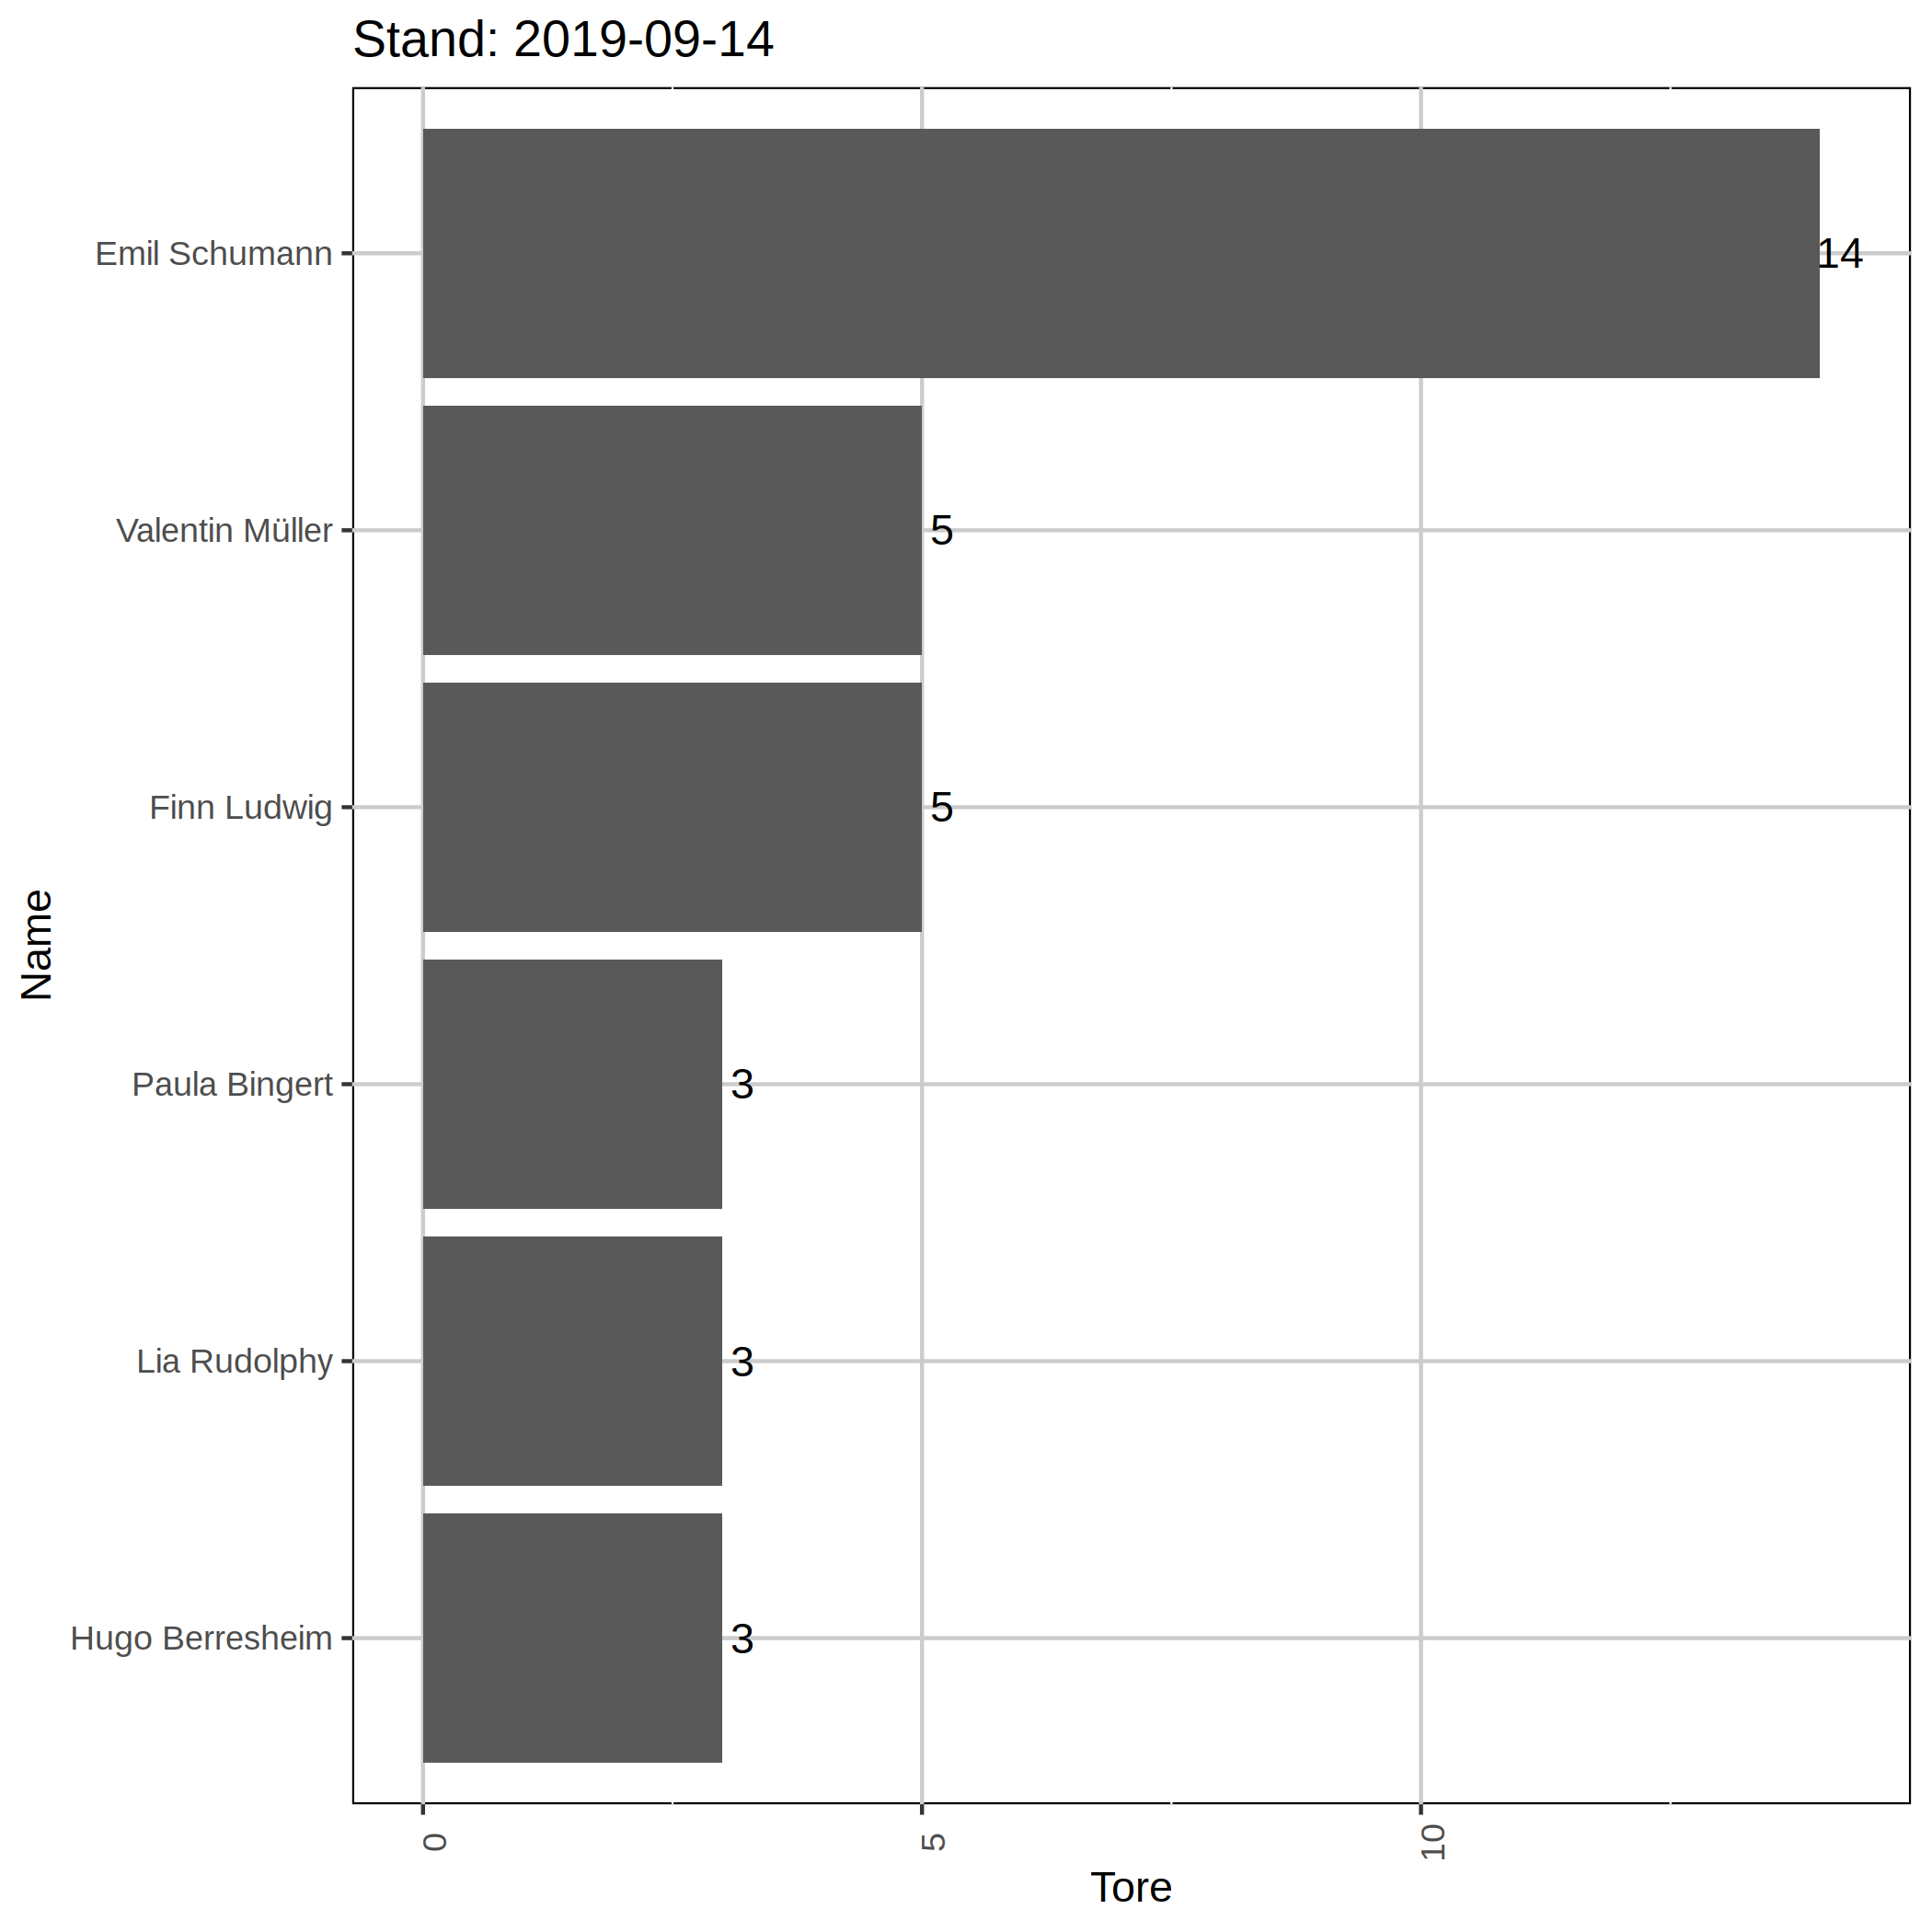 Stand: 2019-09-14
Emil Schumann
14
Valentin Müller
5
Finn Ludwig
5
Name
Paula Bingert
3
Lia Rudolphy
3
Hugo Berresheim
3
0
5
10
Tore